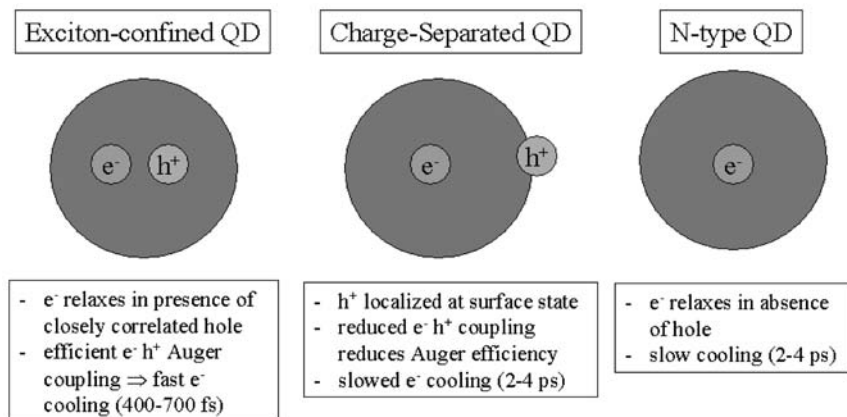 Exciton-confined QD
e⁻ h⁺
- e⁻ relaxes in presence of
closely correlated hole
- efficient e⁻ h⁺ Auger
coupling ⇒ fast e⁻
cooling (400-700 fs)
Charge-Separated QD
e⁻ h⁺
- h⁺ localized at surface state
- reduced e⁻ h⁺ coupling
reduces Auger efficiency
- slowed e⁻ cooling (2-4 ps)
N-type QD
e⁻
- e⁻ relaxes in absence
of hole
- slow cooling (2-4 ps)